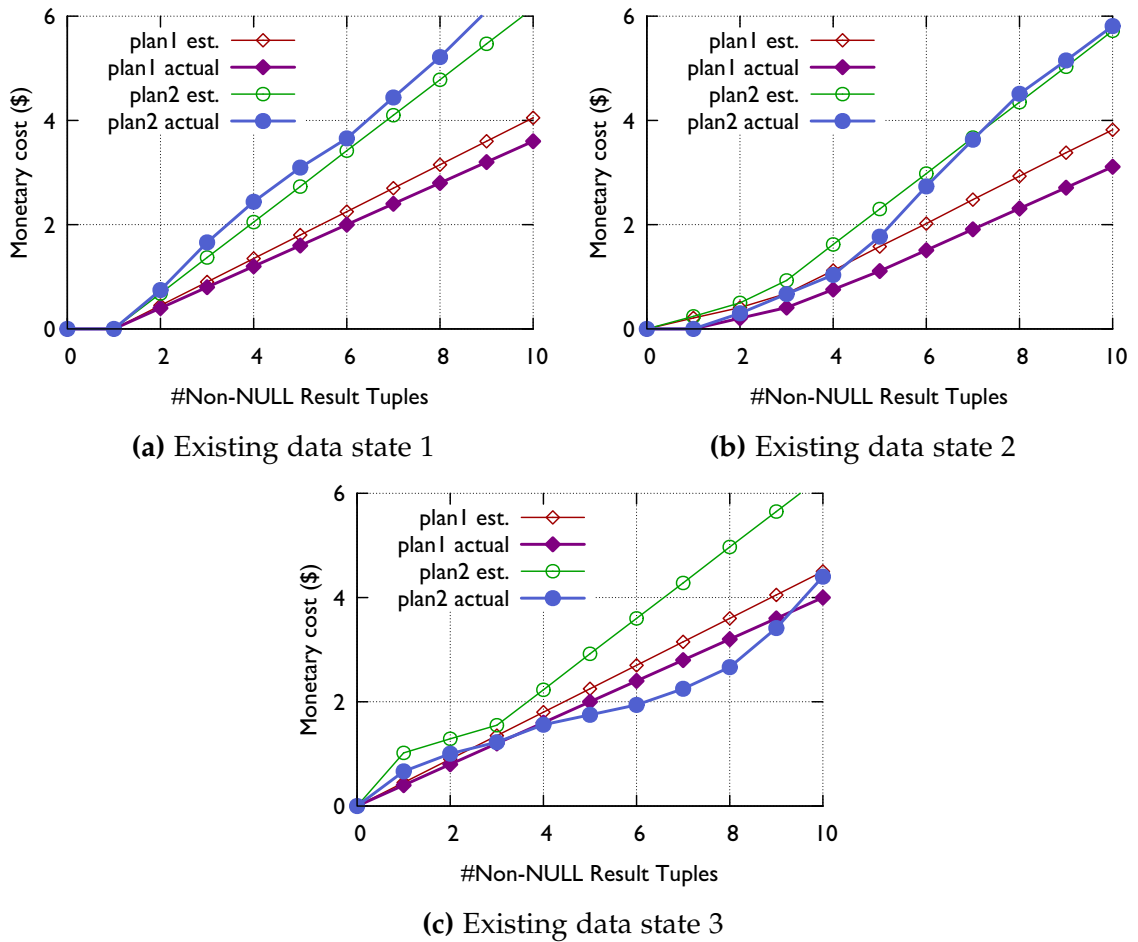 6
4
2
0
Monetary cost ($)
plan1 est.
plan1 actual
plan2 est.
plan2 actual
0 2 4 6 8 10
#Non-NULL Result Tuples
(a) Existing data state 1
6
4
2
0
Monetary cost ($)
plan1 est.
plan1 actual
plan2 est.
plan2 actual
0 2 4 6 8 10
#Non-NULL Result Tuples
(b) Existing data state 2
6
4
2
0
Monetary cost ($)
plan1 est.
plan1 actual
plan2 est.
plan2 actual
0 2 4 6 8 10
#Non-NULL Result Tuples
(c) Existing data state 3